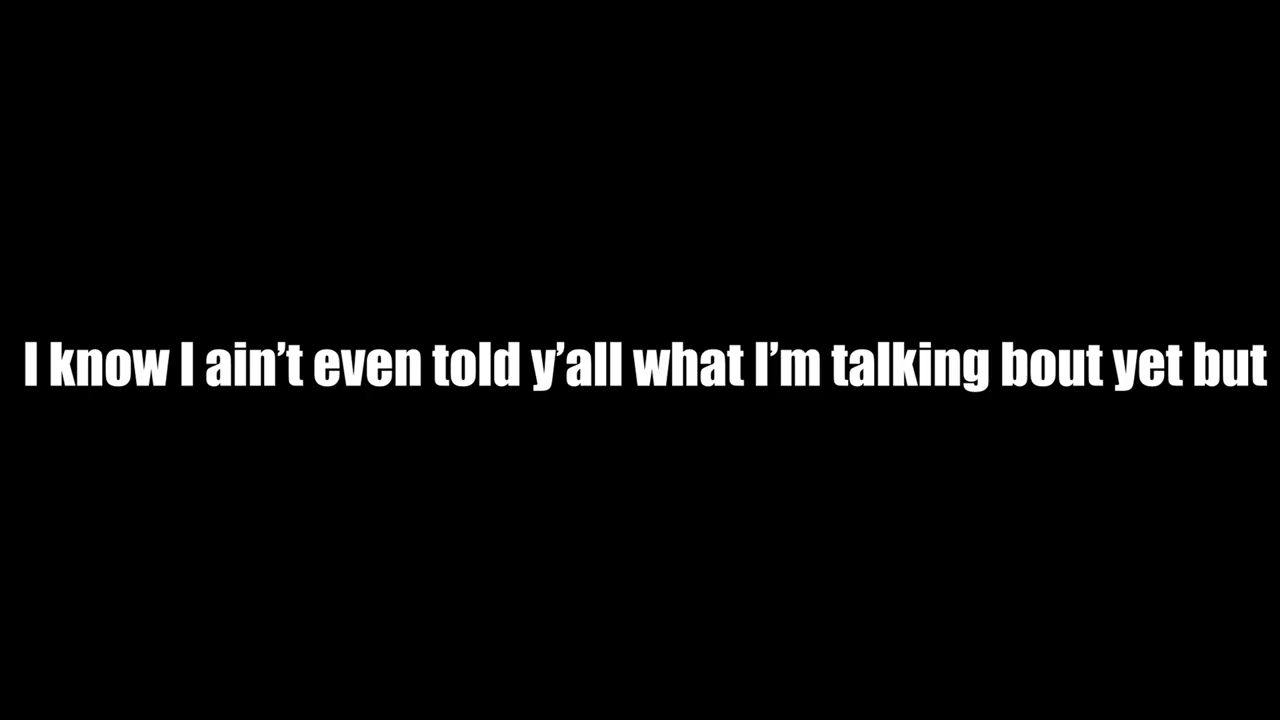 I know I ain’t even told y’all what I’m talking bout yet but